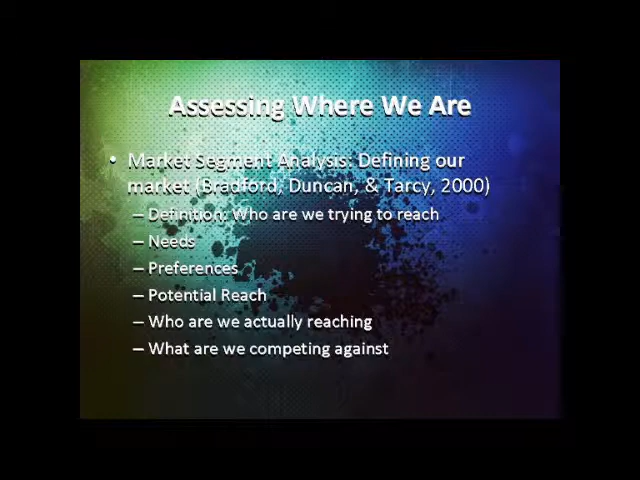 Assessing Where We Are
• Market Segment Analysis: Defining our
market (Bradford, Duncan, & Tarcy, 2000)
– Definition: Who are we trying to reach
– Needs
– Preferences
– Potential Reach
– Who are we actually reaching
– What are we competing against